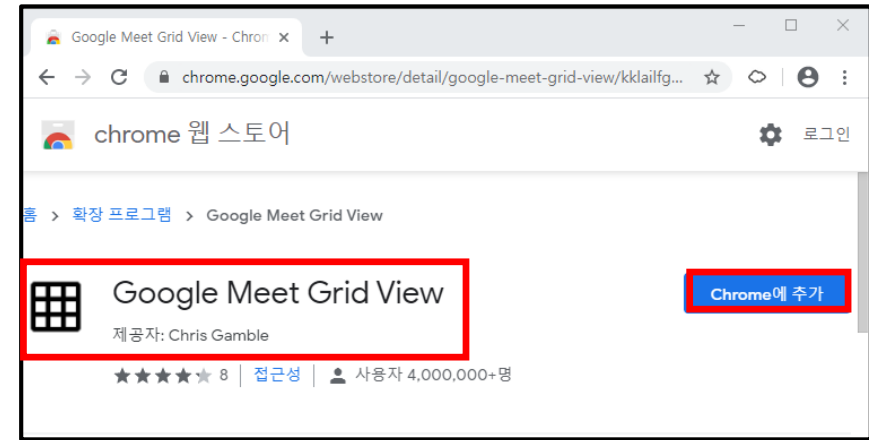 Google Meet Grid View - Chrom
chrome.google.com/webstore/detail/google-meet-grid-view/kklailfg...
chrome 웹 스토어
로그인
홈 > 확장 프로그램 > Google Meet Grid View
Google Meet Grid View
Chrome에 추가
제공자: Chris Gamble
★★★★★ 8 | 접근성 | 사용자 4,000,000+명